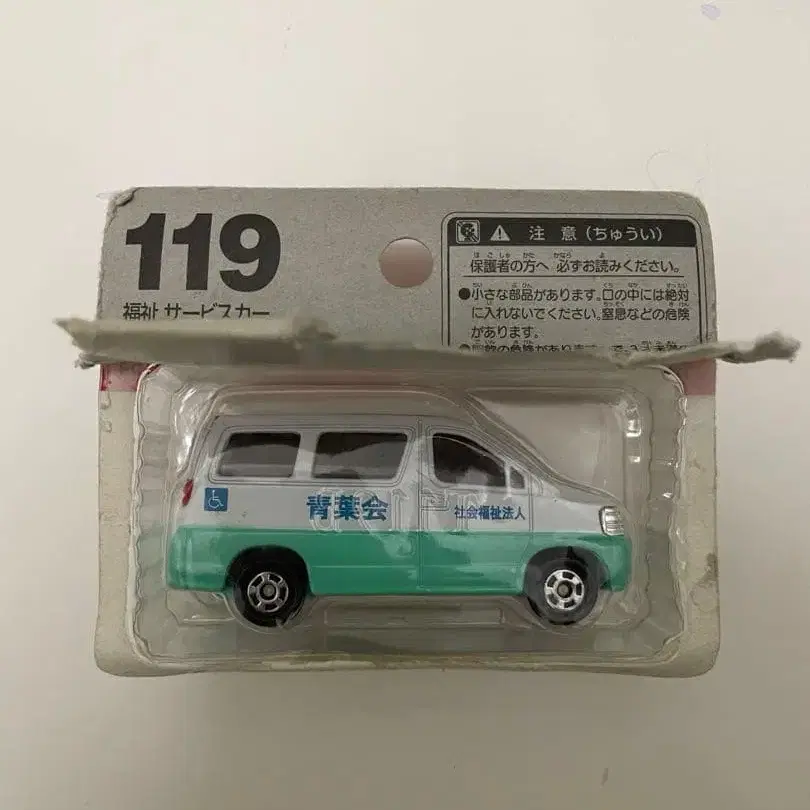 119
福祉 サービスカー
注 意 (ちゅうい)
保護者の方へ 必ずお読みください。
●小さな部品があります。口の中には絶対
に入れないでください。窒息などの危険
があります。
青葉会
社会福祉法人